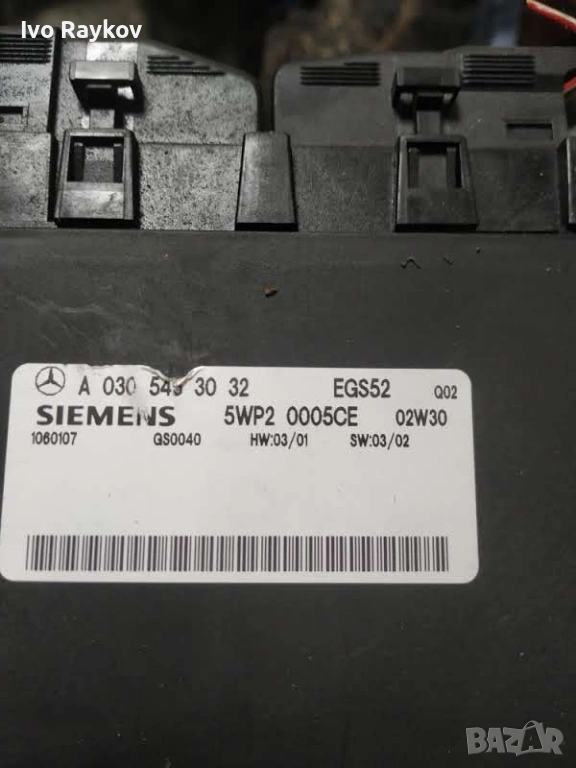 Ivo Raykov
A 030 545 30 32 EGS52 Q02
SIEMENS 5WP2 0005CE 02W30
1060107 GS0040 HW:03/01 SW:03/02
BAZAR